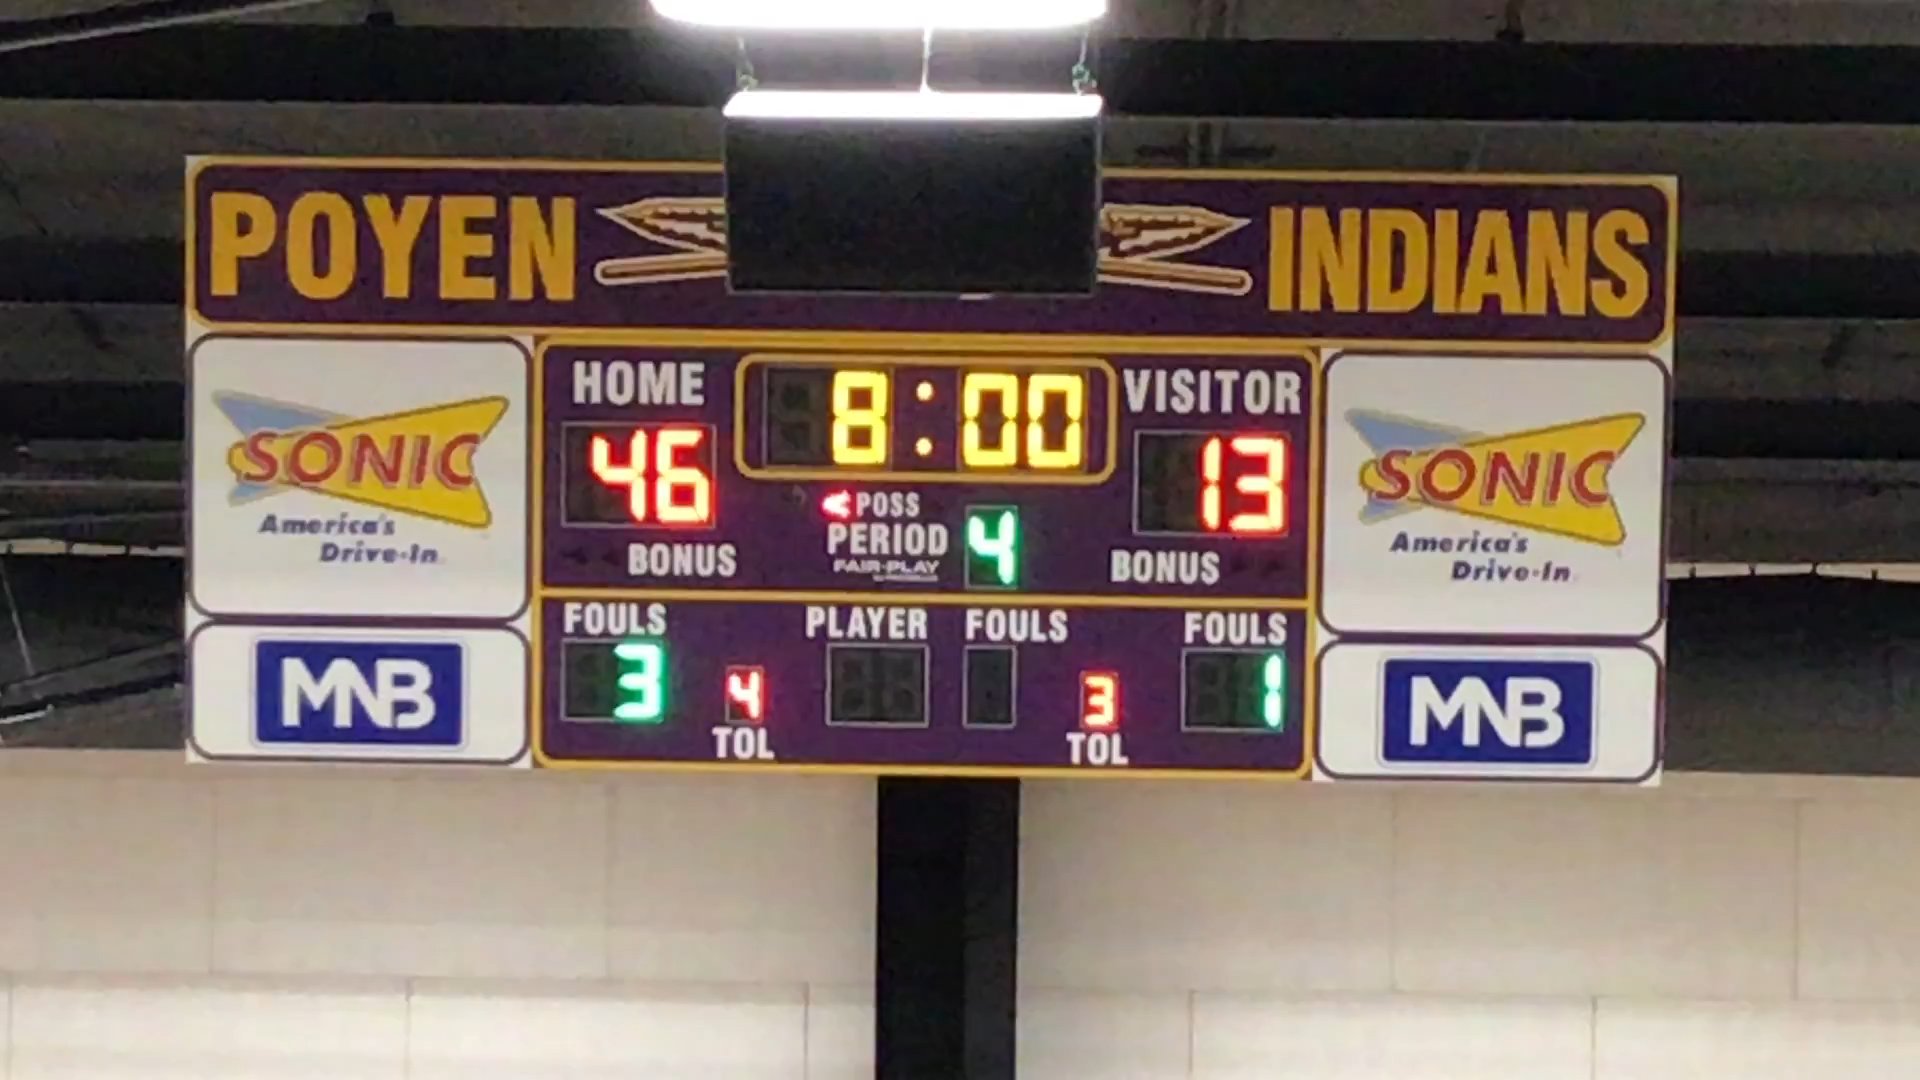 POYEN INDIANS
HOME 8:00 VISITOR
46 13
POSS
PERIOD 4
FAIR-PLAY
BONUS BONUS
SONIC
America's
Drive-In
SONIC
America's
Drive-In
FOULS PLAYER FOULS FOULS
3 4 3 1
TOL TOL
MNB
MNB